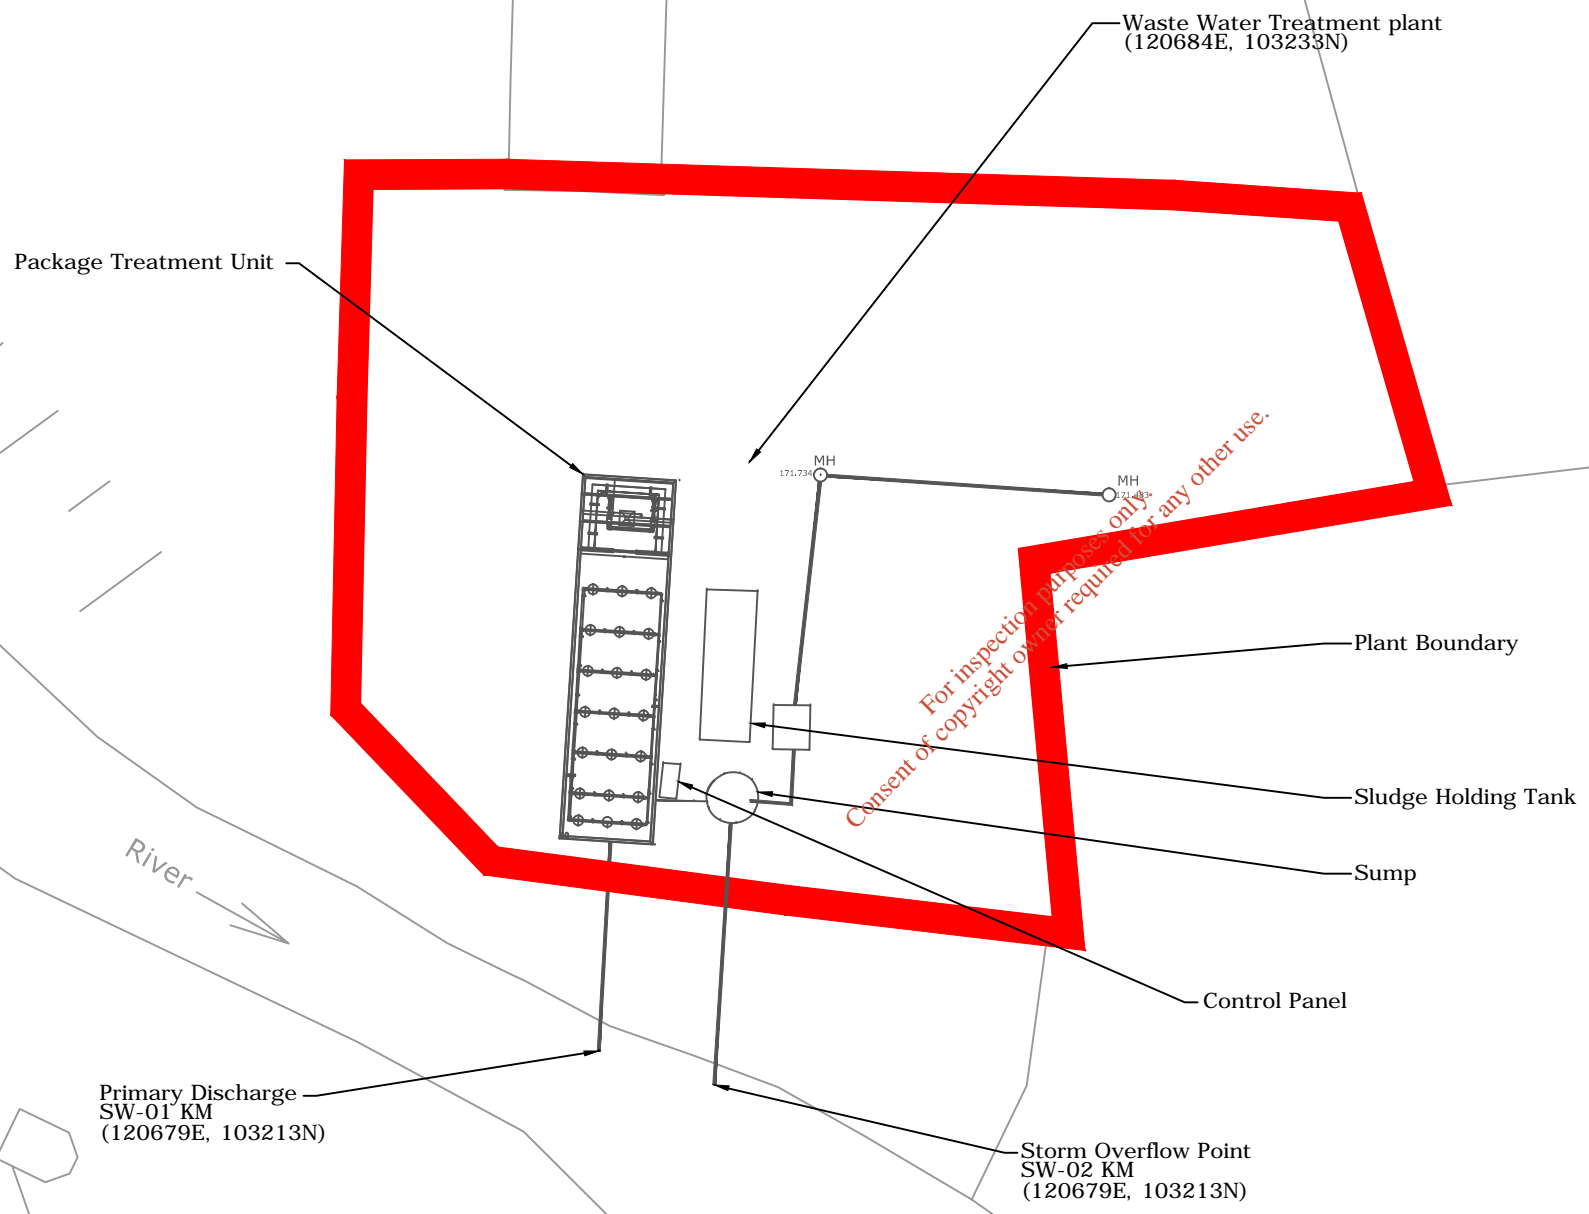 Waste Water Treatment plant
(120684E, 103233N)
Package Treatment Unit
MH
171.734
MH
For inspection purposes only.
Consent of copyright owner required for any other use.
Plant Boundary
Sludge Holding Tank
Sump
River
Control Panel
Primary Discharge
SW-01 KM
(120679E, 103213N)
Storm Overflow Point
SW-02 KM
(120679E, 103213N)